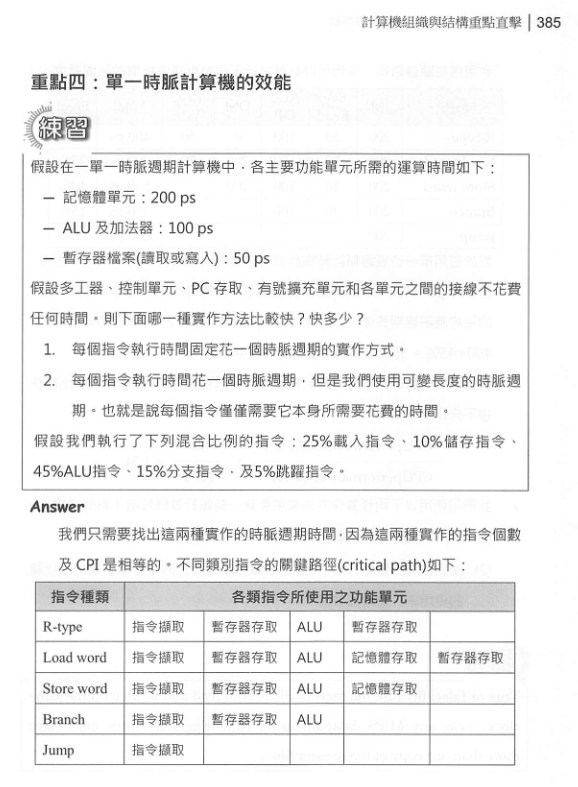 計算機組織與結構重點直擊 | 385
重點四：單一時脈計算機的效能
練習
假設在一單一時脈週期計算機中，各主要功能單元所需的運算時間如下：
— 記憶體單元：200 ps
— ALU 及加法器：100 ps
— 暫存器檔案(讀取或寫入)：50 ps
假設多工器、控制單元、PC 存取、有號擴充單元和各單元之間的接線不花費
任何時間。則下面哪一種實作方法比較快？快多少？
1. 每個指令執行時間固定花一個時脈週期的實作方式。
2. 每個指令執行時間花一個時脈週期，但是我們使用可變長度的時脈週
期。也就是說每個指令僅僅需要它本身所需要花費的時間。
假設我們執行了下列混合比例的指令：25%載入指令、10%儲存指令、
45%ALU指令、15%分支指令，及5%跳躍指令。
Answer
我們只需要找出這兩種實作的時脈週期時間，因為這兩種實作的指令個數
及 CPI 是相等的。不同類別指令的關鍵路徑(critical path)如下：
指令種類 各類指令所使用之功能單元
R-type 指令擷取 暫存器存取 ALU 暫存器存取
Load word 指令擷取 暫存器存取 ALU 記憶體存取 暫存器存取
Store word 指令擷取 暫存器存取 ALU 記憶體存取
Branch 指令擷取 暫存器存取 ALU
Jump 指令擷取